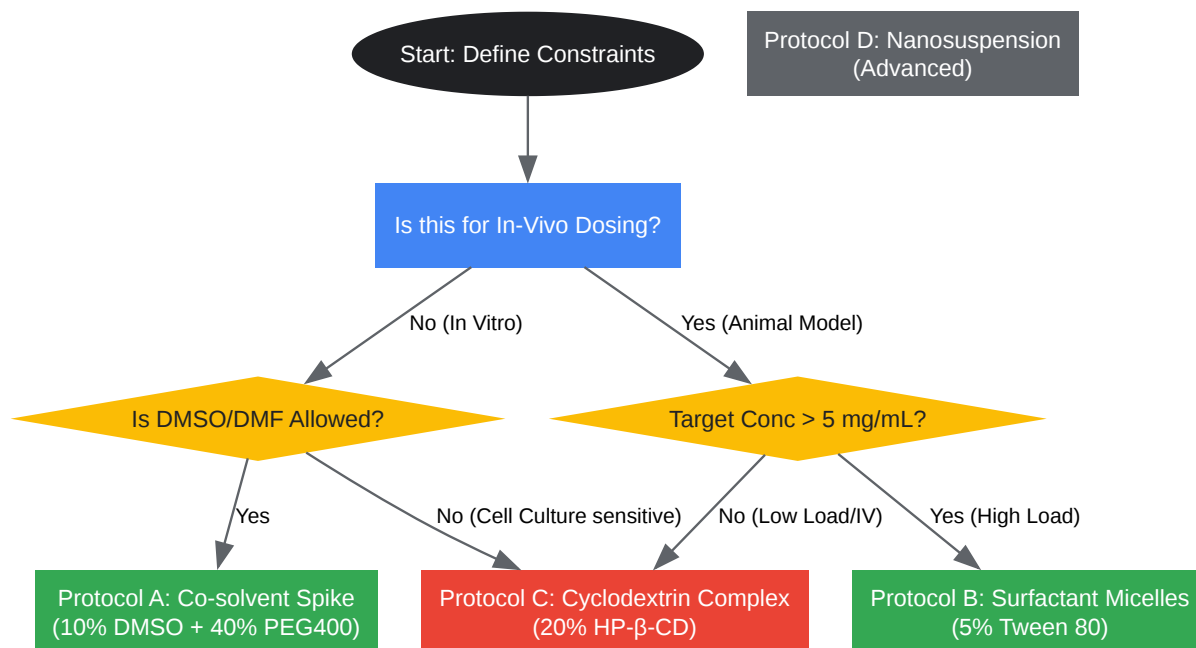 Start: Define Constraints
Protocol D: Nanosuspension
(Advanced)
Is this for In-Vivo Dosing?
No (In Vitro)
Yes (Animal Model)
Is DMSO/DMF Allowed?
Target Conc > 5 mg/mL?
Yes
No (Cell Culture sensitive)
No (Low Load/IV)
Yes (High Load)
Protocol A: Co-solvent Spike
(10% DMSO + 40% PEG400)
Protocol C: Cyclodextrin Complex
(20% HP-β-CD)
Protocol B: Surfactant Micelles
(5% Tween 80)